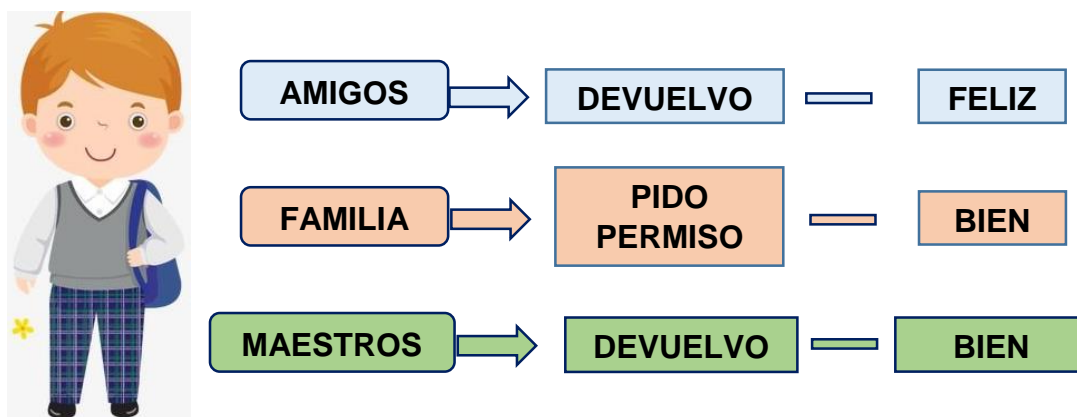 AMIGOS DEVUELVO FELIZ
FAMILIA PIDO PERMISO BIEN
MAESTROS DEVUELVO BIEN